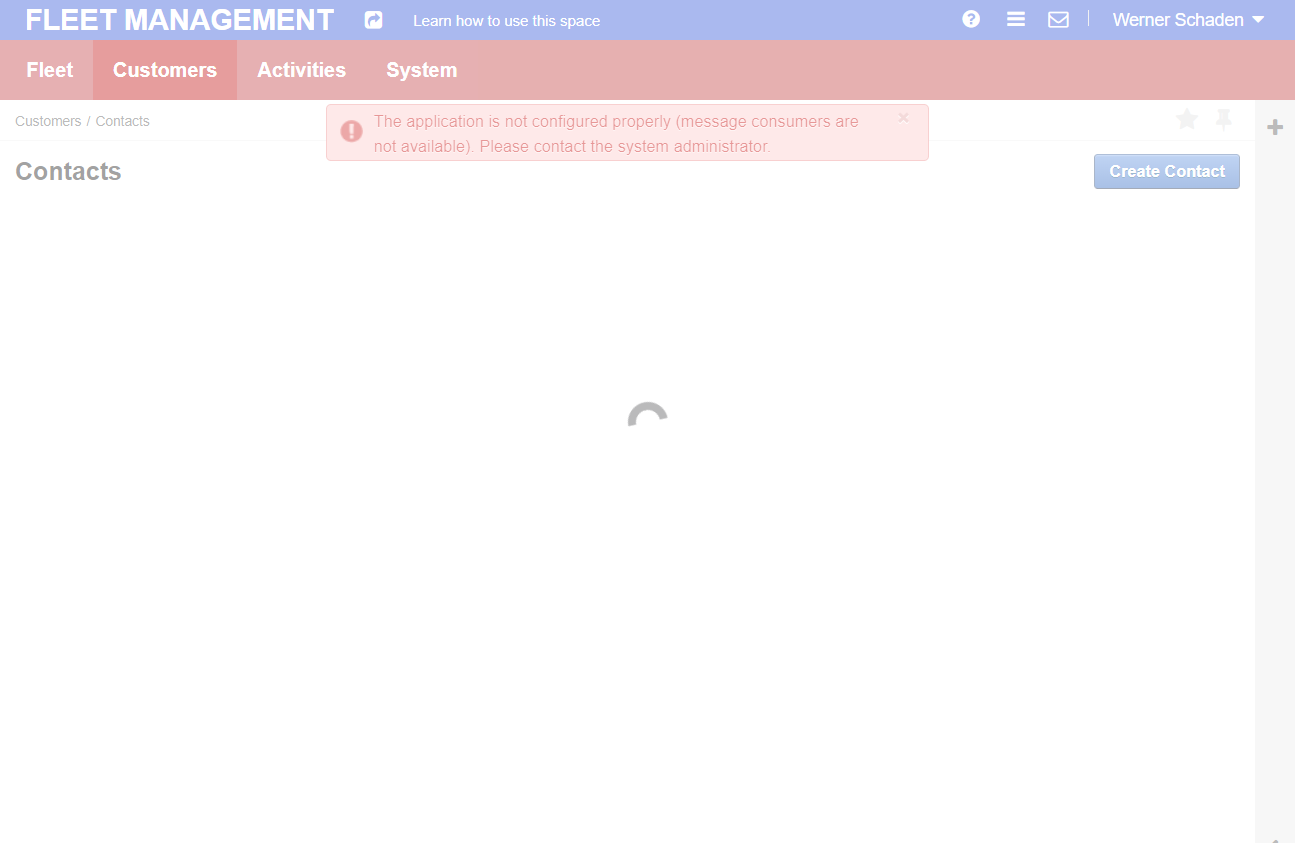 FLEET MANAGEMENT
Learn how to use this space
Werner Schaden
Fleet
Customers
Activities
System
Customers / Contacts
The application is not configured properly (message consumers are
not available). Please contact the system administrator.
×
Contacts
Create Contact